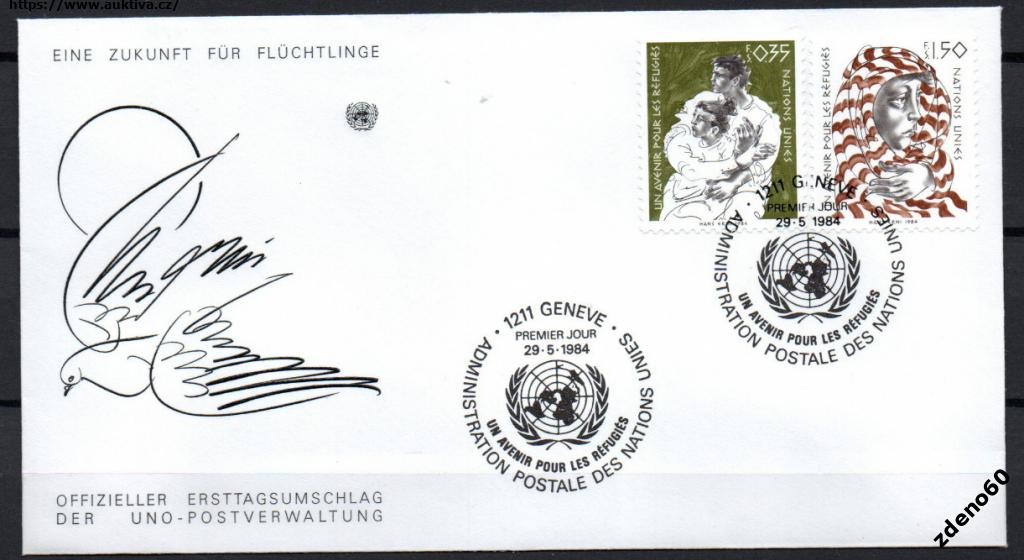 https://www.auktiva.cz/
EINE ZUKUNFT FÜR FLÜCHTLINGE
UN AVENIR POUR LES RÉFUGIÉS
F.S. 0,35
NATIONS UNIES
AVENIR POUR LES RÉFUGIÉS
F.S. 1,50
NATIONS UNIES
1984
1211 GENÈVE
PREMIER JOUR
29·5·1984
UN AVENIR POUR LES RÉFUGIÉS
ADMINISTRATION POSTALE DES NATIONS UNIES
1211 GENÈVE
PREMIER JOUR
29·5·1984
UN AVENIR POUR LES RÉFUGIÉS
ADMINISTRATION POSTALE DES NATIONS UNIES
OFFIZIELLER ERSTTAGSUMSCHLAG
DER UNO-POSTVERWALTUNG
zdeno60